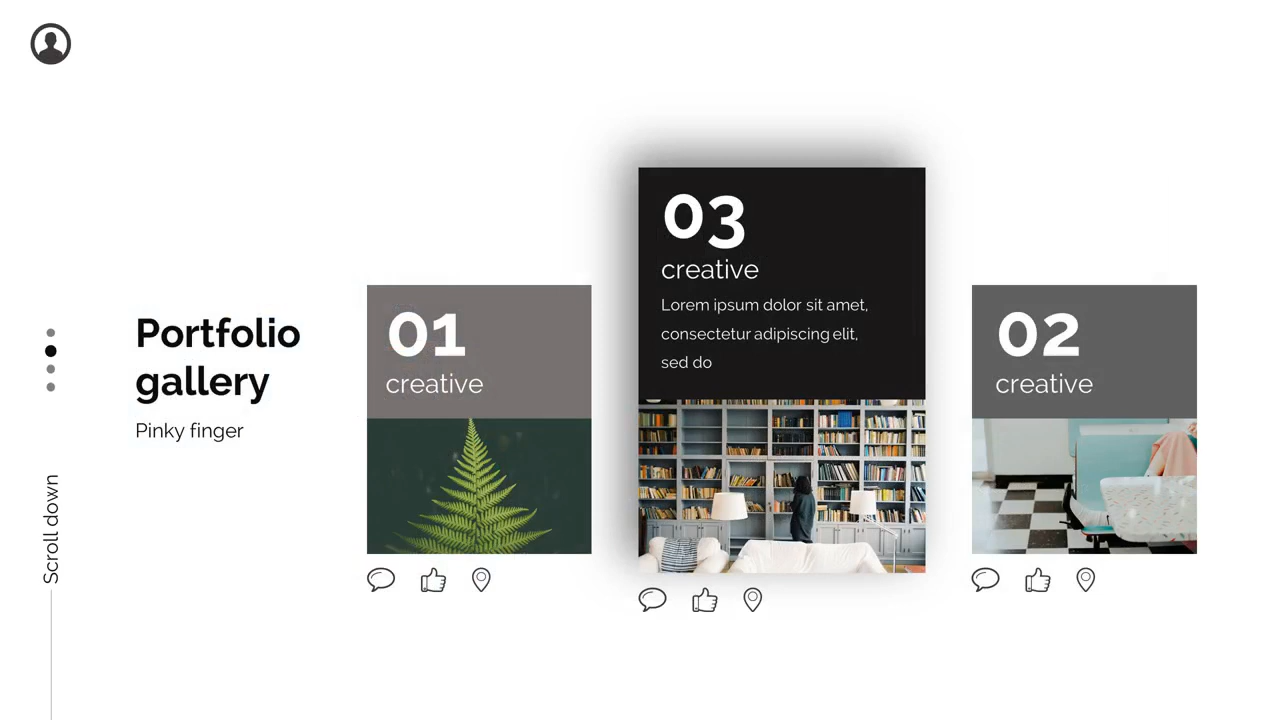 Portfolio
gallery
Pinky finger
Scroll down
01
creative
03
creative
Lorem ipsum dolor sit amet,
consectetur adipiscing elit,
sed do
02
creative